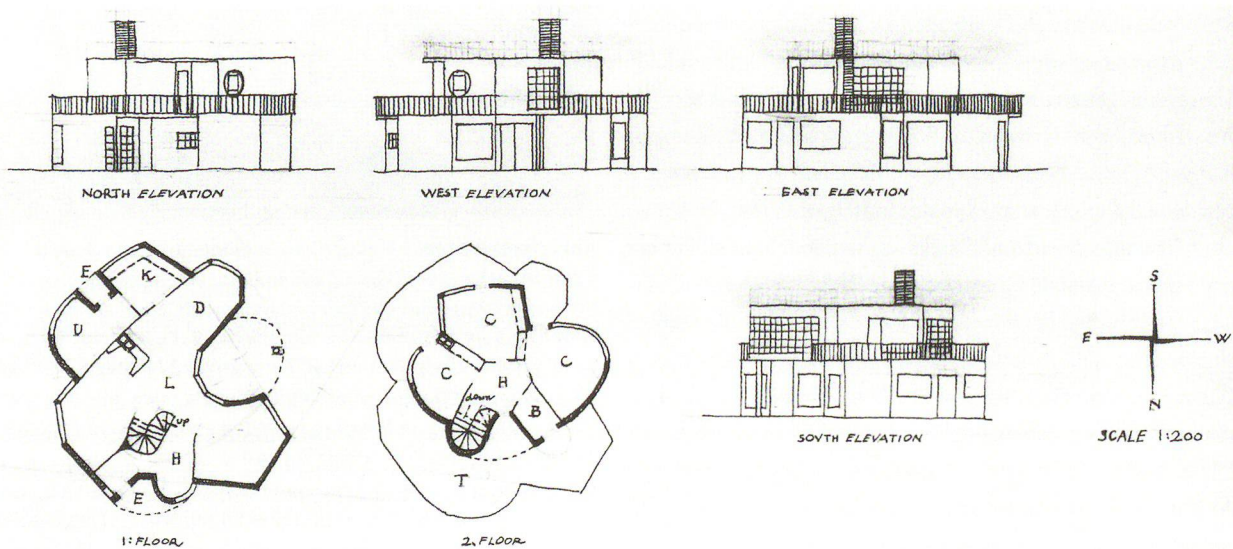 NORTH ELEVATION
WEST ELEVATION
EAST ELEVATION
E
K
D
D
L
up
H
E
1: FLOOR
C
C
C
H
down
B
T
2. FLOOR
SOUTH ELEVATION
S
E
W
N
SCALE 1:200